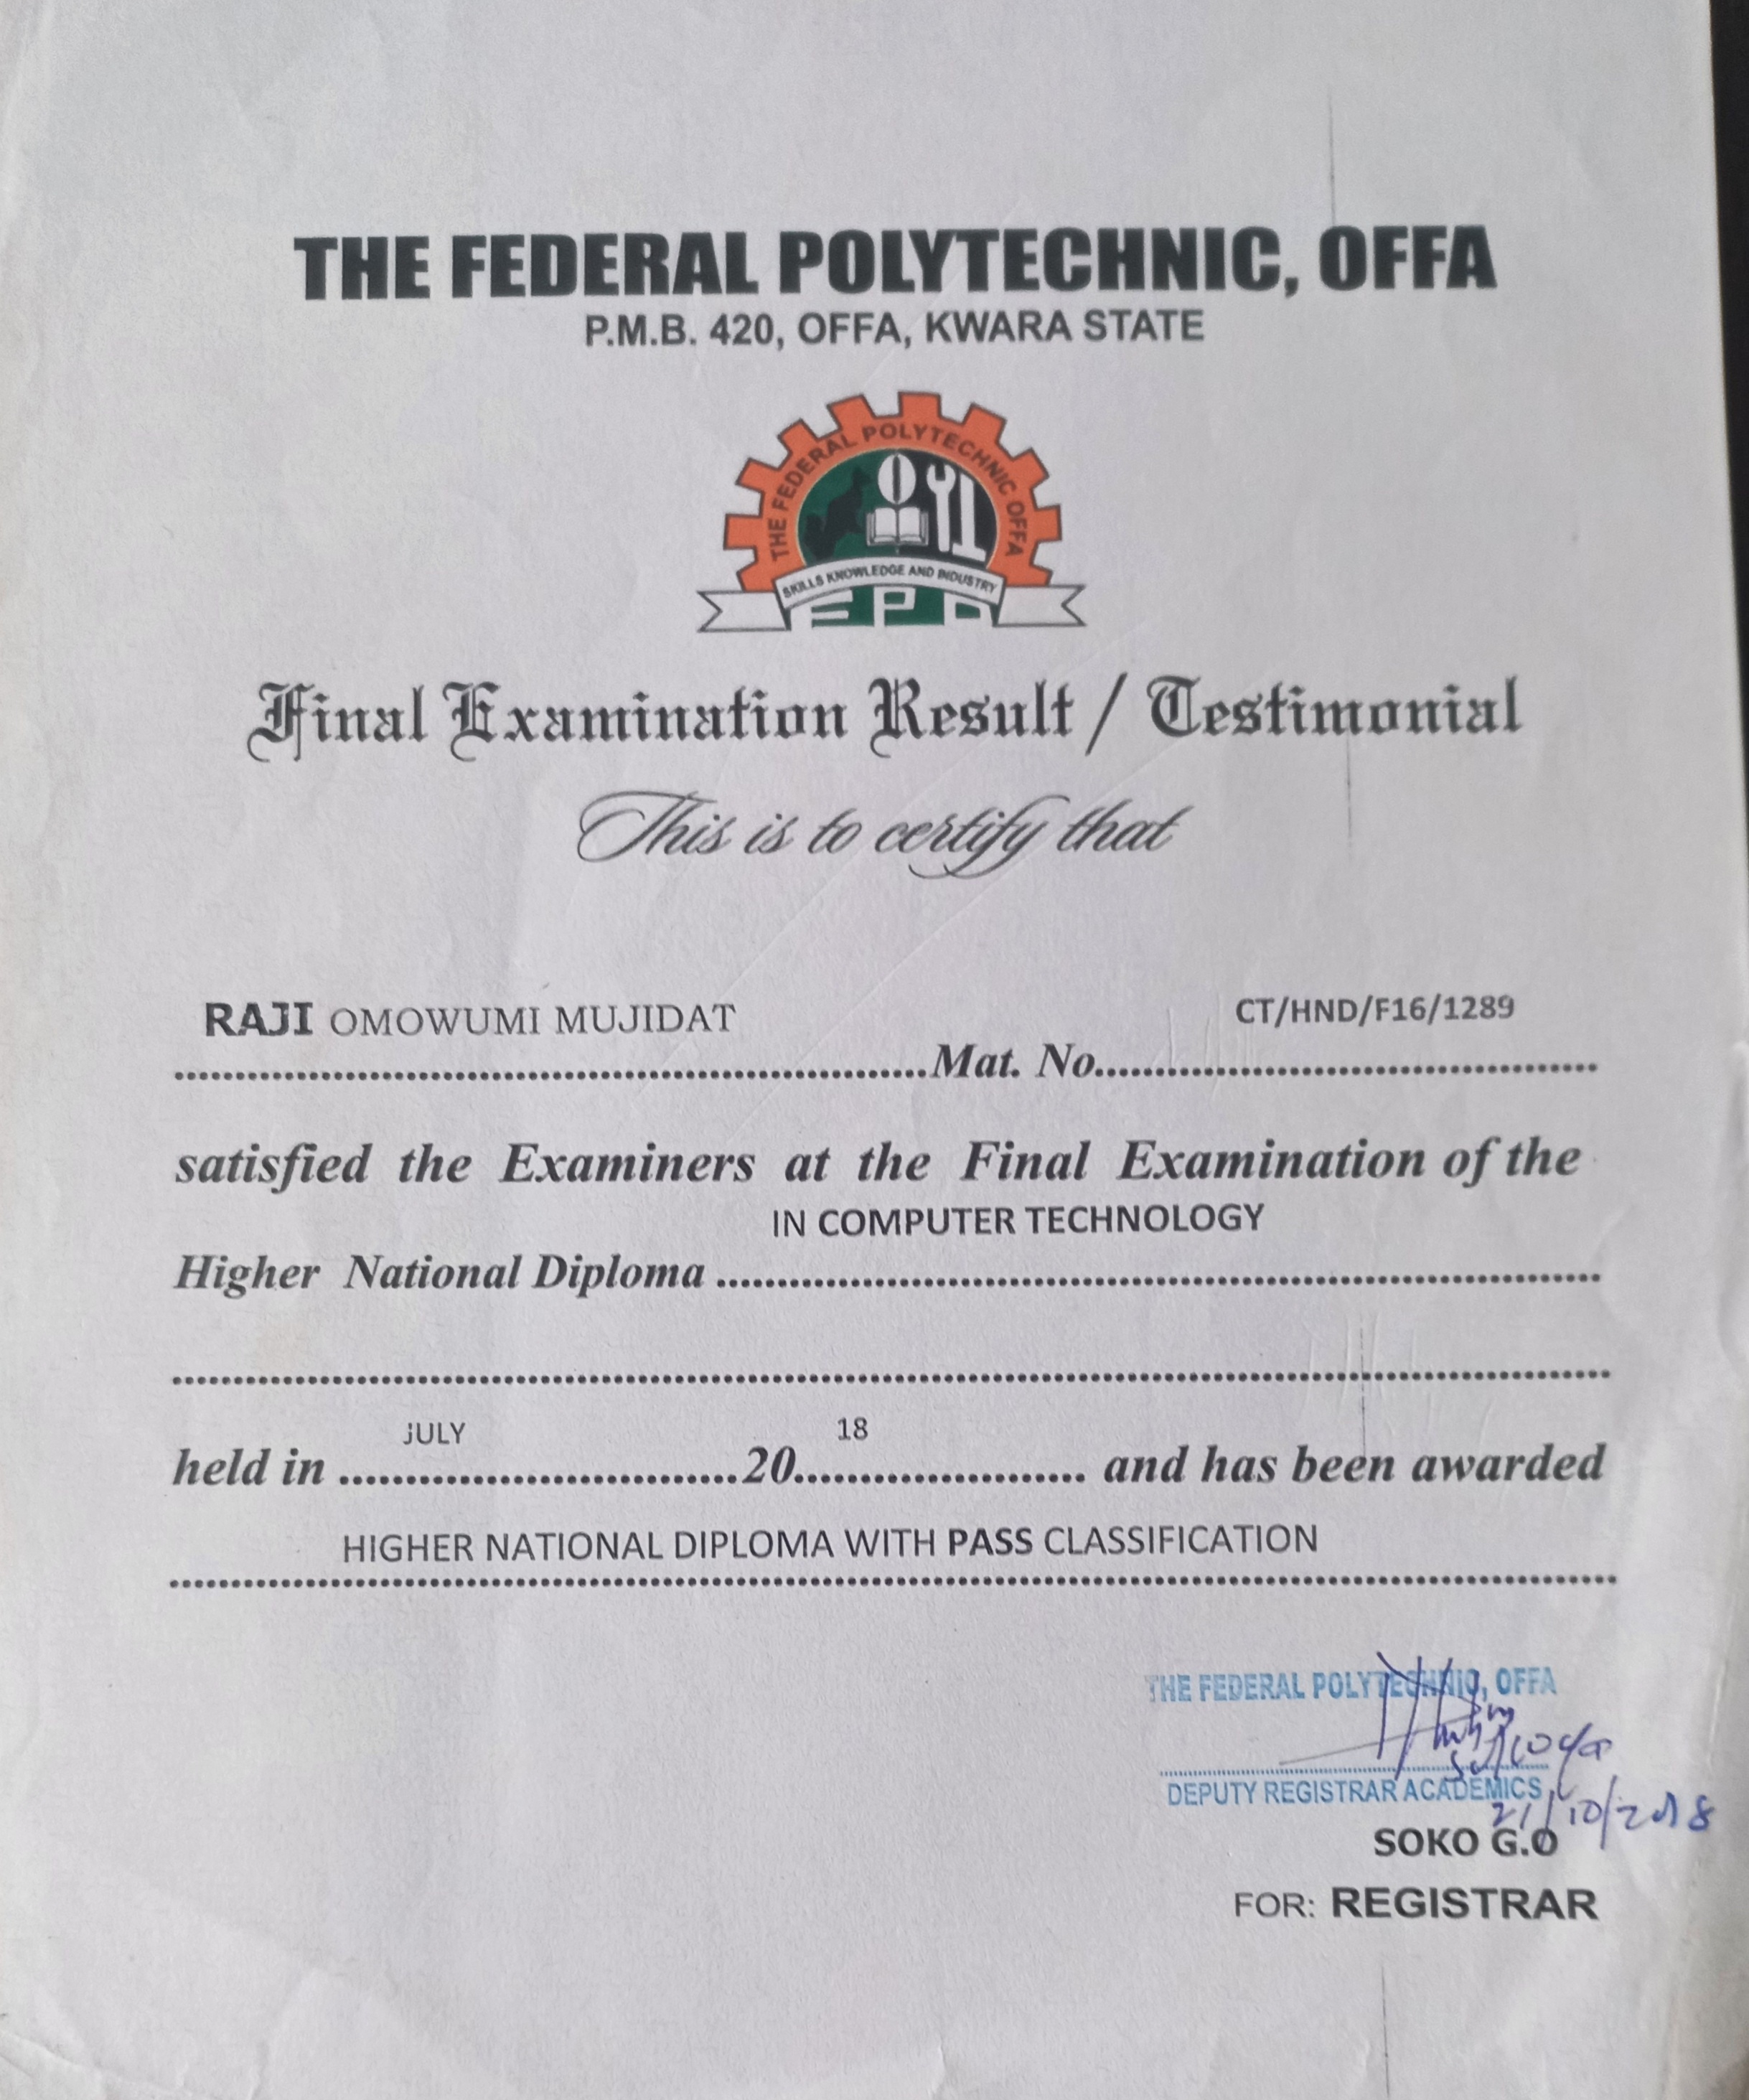 THE FEDERAL POLYTECHNIC, OFFA
P.M.B. 420, OFFA, KWARA STATE
THE FEDERAL POLYTECHNIC OFFA
SKILLS KNOWLEDGE AND INDUSTRY
FPO
Final Examination Result / Testimonial
This is to certify that
RAJI OMOWUMI MUJIDAT CT/HND/F16/1289
..............................Mat. No..............................
satisfied the Examiners at the Final Examination of the
IN COMPUTER TECHNOLOGY
Higher National Diploma ..............................
JULY 18
held in ..............................20.............................. and has been awarded
HIGHER NATIONAL DIPLOMA WITH PASS CLASSIFICATION
THE FEDERAL POLYTECHNIC, OFFA
DEPUTY REGISTRAR ACADEMICS
21/10/2018
SOKO G.O
FOR: REGISTRAR